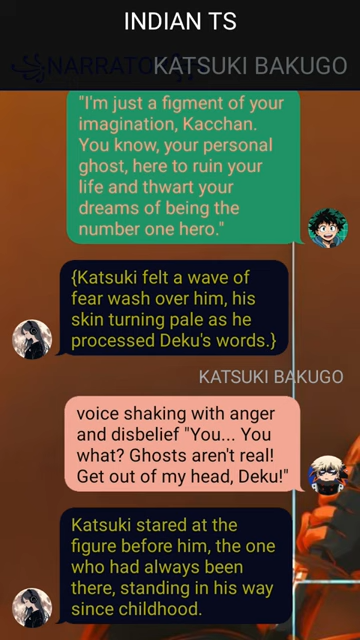 INDIAN TS
NARRATO
KATSUKI BAKUGO
"I'm just a figment of your
imagination, Kacchan.
You know, your personal
ghost, here to ruin your
life and thwart your
dreams of being the
number one hero."
{Katsuki felt a wave of
fear wash over him, his
skin turning pale as he
processed Deku's words.}
KATSUKI BAKUGO
voice shaking with anger
and disbelief "You... You
what? Ghosts aren't real!
Get out of my head, Deku!"
Katsuki stared at the
figure before him, the one
who had always been
there, standing in his way
since childhood.